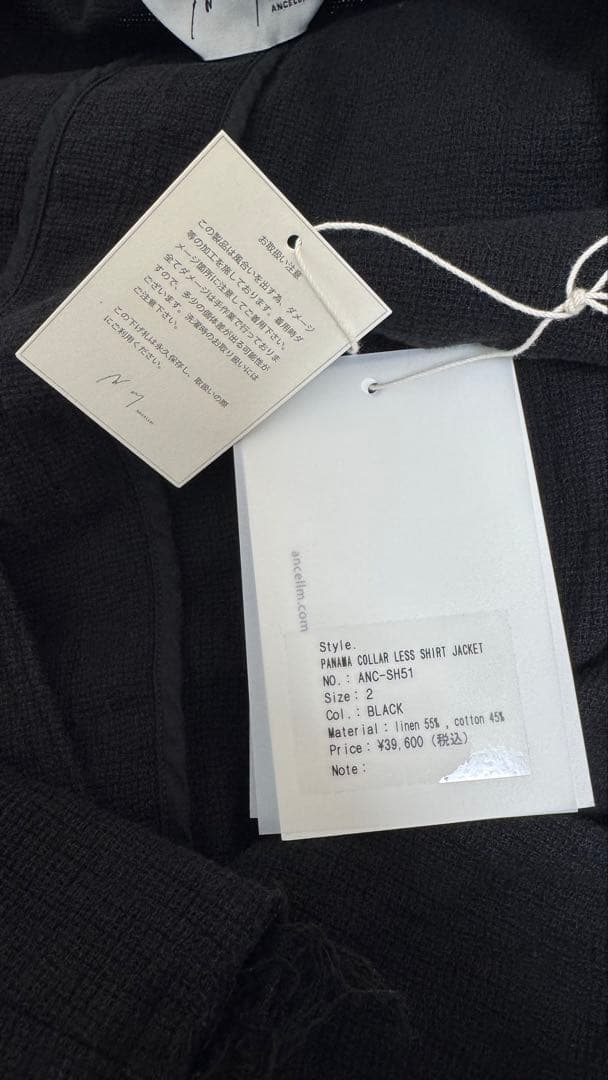 ANCELLM
お取扱い注意
この製品は風合いを出す為、ダメージ
等の加工を施しております。着用時ダ
メージ箇所に注意してご着用下さい。
全てダメージは手作業で行っておりま
すので、多少の個体差が出る可能性が
ございます。洗濯時のお取り扱いには
ご注意下さい。
この下げ札は永久保存し、取扱いの際
にご利用ください。
ancellm.com
Style.
PANAMA COLLAR LESS SHIRT JACKET
NO.: ANC-SH51
Size: 2
Col.: BLACK
Material: linen 55% , cotton 45%
Price: ¥39,600 (税込)
Note: